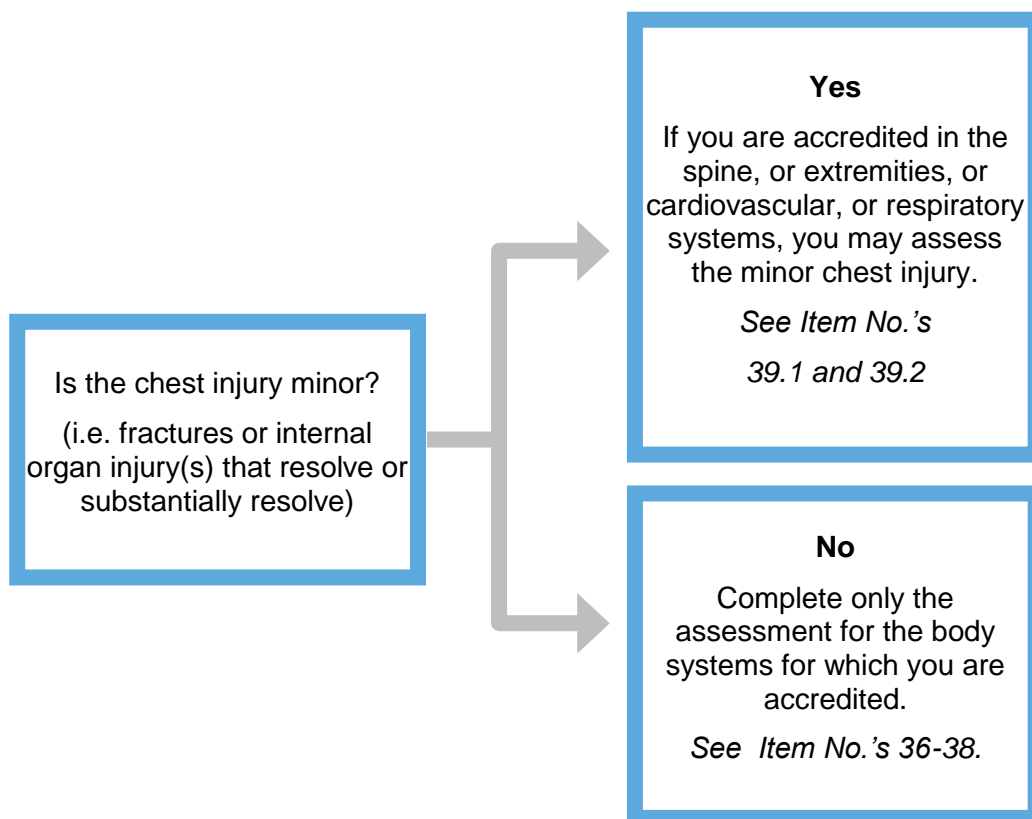 Is the chest injury minor?
(i.e. fractures or internal
organ injury(s) that resolve or
substantially resolve)
Yes
If you are accredited in the
spine, or extremities, or
cardiovascular, or respiratory
systems, you may assess
the minor chest injury.
See Item No.’s
39.1 and 39.2
No
Complete only the
assessment for the body
systems for which you are
accredited.
See  Item No.’s 36-38.